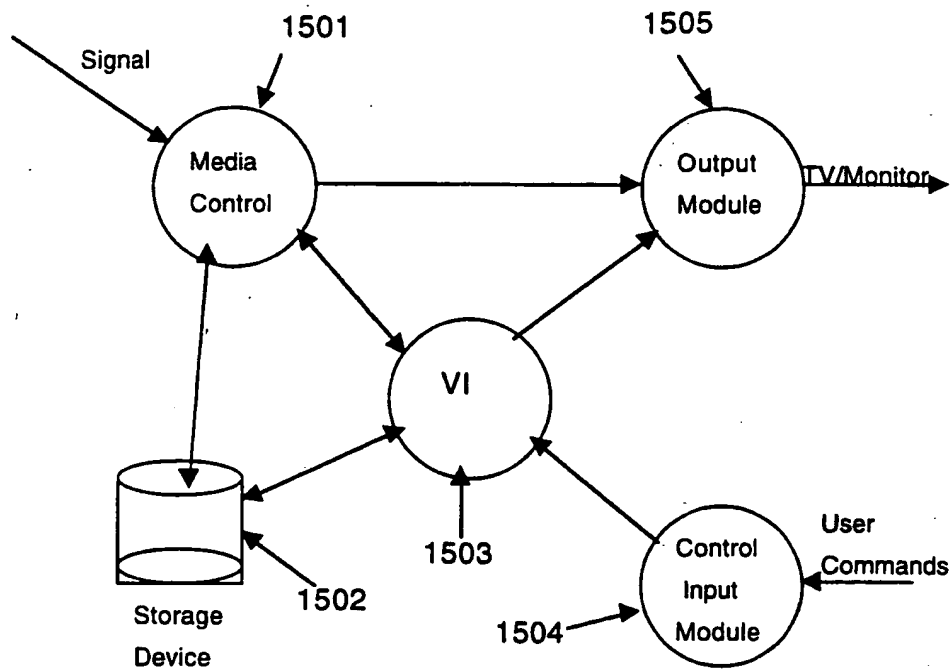 1501
1505
Signal
Media
Control
Output
Module
TV/Monitor
VI
1503
1502
Storage
Device
Control
Input
Module
User
Commands
1504